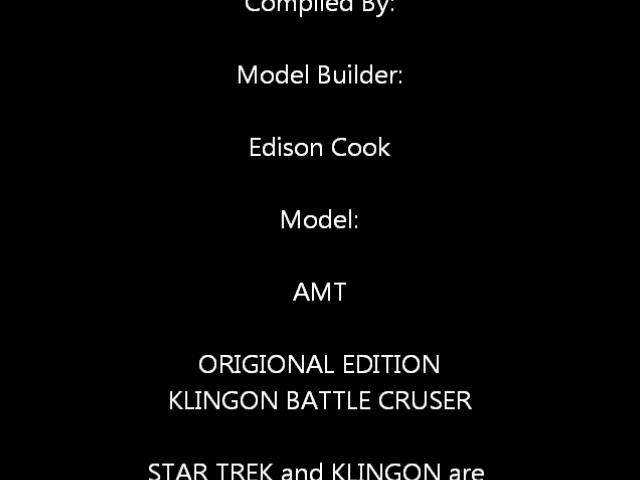 Compiled By:
Model Builder:
Edison Cook
Model:
AMT
ORIGIONAL EDITION
KLINGON BATTLE CRUSER
STAR TREK and KLINGON are